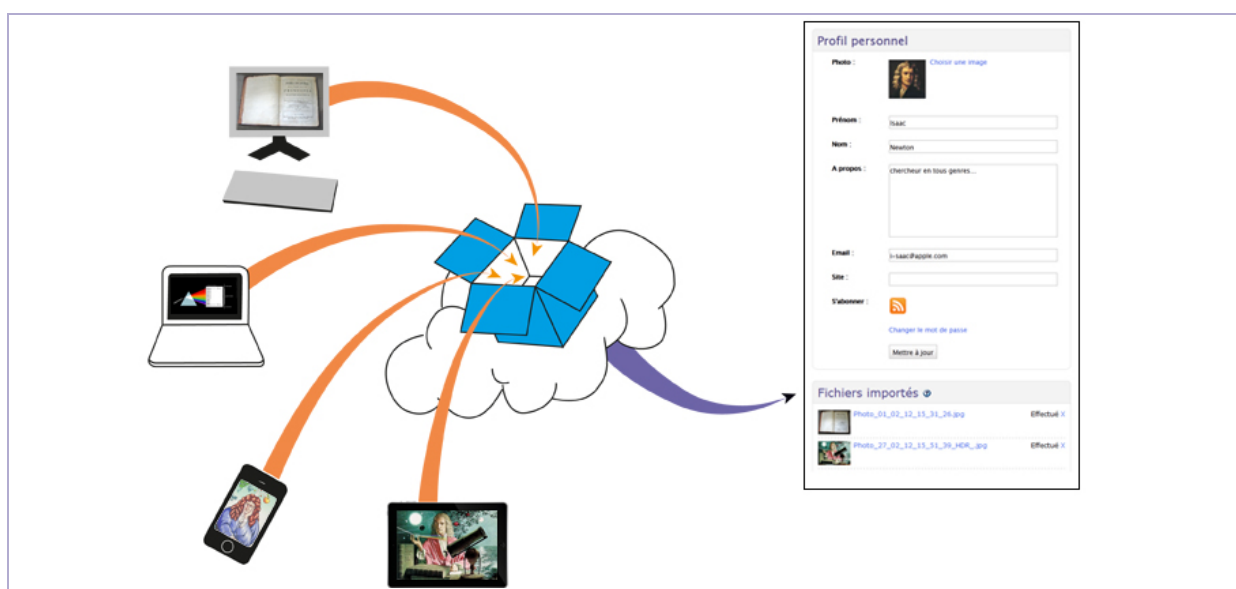 Profil personnel
Photo :
Choisir une image
Prénom :
Isaac
Nom :
Newton
A propos :
chercheur en tous genres...
Email :
i-saac@apple.com
Site :
S'abonner :
Changer le mot de passe
Mettre à jour
Fichiers importés
Photo_01_02_12_15_31_26.jpg Effectué X
Photo_27_02_12_15_31_39_HDR_.jpg Effectué X